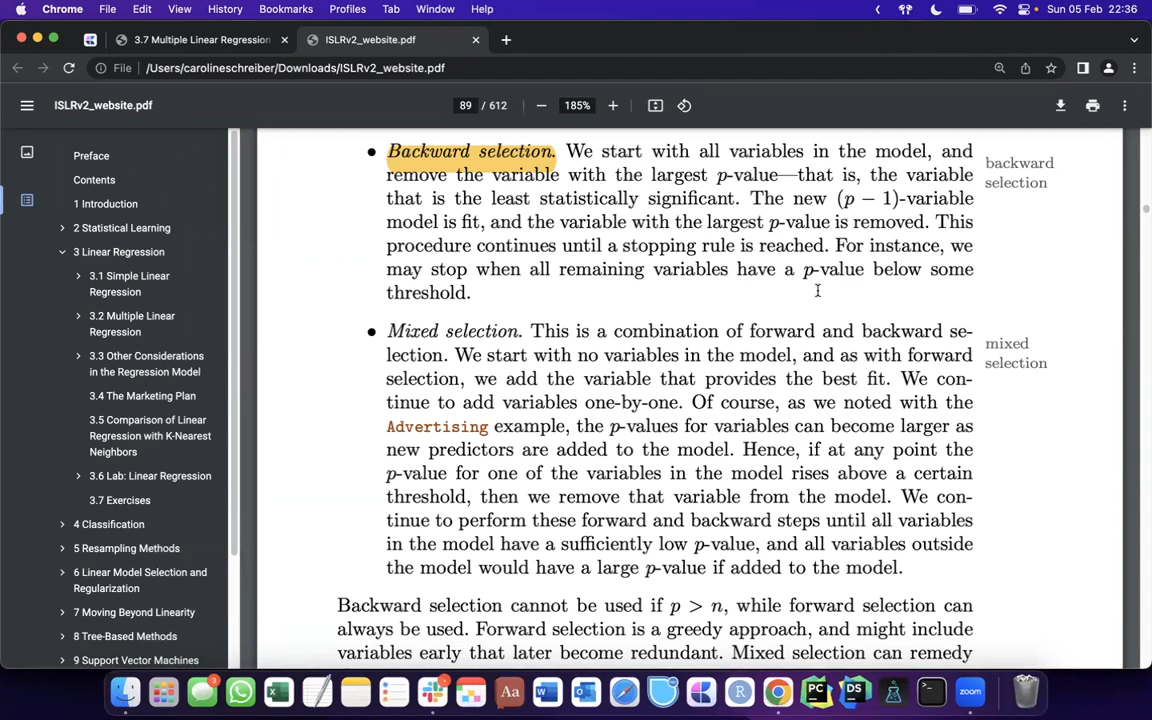 Chrome File Edit View History Bookmarks Profiles Tab Window Help Sun 05 Feb 22:36
3.7 Multiple Linear Regression ISLRv2_website.pdf
File /Users/carolineschreiber/Downloads/ISLRv2_website.pdf
ISLRv2_website.pdf 89 / 612 185%
Preface
Contents
1 Introduction
2 Statistical Learning
3 Linear Regression
3.1 Simple Linear
Regression
3.2 Multiple Linear
Regression
3.3 Other Considerations
in the Regression Model
3.4 The Marketing Plan
3.5 Comparison of Linear
Regression with K-Nearest
Neighbors
3.6 Lab: Linear Regression
3.7 Exercises
4 Classification
5 Resampling Methods
6 Linear Model Selection and
Regularization
7 Moving Beyond Linearity
8 Tree-Based Methods
9 Support Vector Machines
• Backward selection. We start with all variables in the model, and
remove the variable with the largest p-value—that is, the variable
that is the least statistically significant. The new (p − 1)-variable
model is fit, and the variable with the largest p-value is removed. This
procedure continues until a stopping rule is reached. For instance, we
may stop when all remaining variables have a p-value below some
threshold.
backward
selection
• Mixed selection. This is a combination of forward and backward se-
lection. We start with no variables in the model, and as with forward
selection, we add the variable that provides the best fit. We con-
tinue to add variables one-by-one. Of course, as we noted with the
Advertising example, the p-values for variables can become larger as
new predictors are added to the model. Hence, if at any point the
p-value for one of the variables in the model rises above a certain
threshold, then we remove that variable from the model. We con-
tinue to perform these forward and backward steps until all variables
in the model have a sufficiently low p-value, and all variables outside
the model would have a large p-value if added to the model.
mixed
selection
Backward selection cannot be used if p > n, while forward selection can
always be used. Forward selection is a greedy approach, and might include
variables early that later become redundant. Mixed selection can remedy
Aa
W
R
PC
DS
zoom